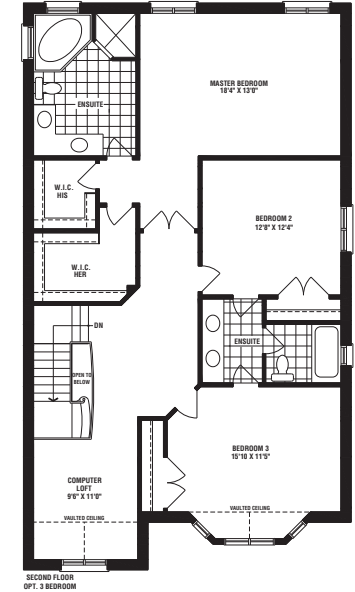 MASTER BEDROOM
18'4" X 13'0"
ENSUITE
W.I.C.
HIS
BEDROOM 2
12'8" X 12'4"
W.I.C.
HER
DN
ENSUITE
OPEN TO
BELOW
BEDROOM 3
15'10 X 11'5"
COMPUTER
LOFT
9'6" X 11'0"
VAULTED CEILING
VAULTED CEILING
SECOND FLOOR
OPT. 3 BEDROOM